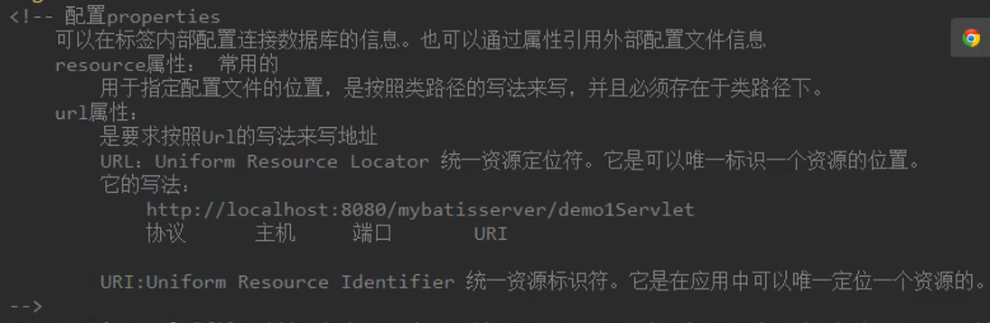 <!-- 配置properties
可以在标签内部配置连接数据库的信息。也可以通过属性引用外部配置文件信息
resource属性： 常用的
用于指定配置文件的位置，是按照类路径的写法来写，并且必须存在于类路径下。
url属性：
是要求按照Url的写法来写地址
URL：Uniform Resource Locator 统一资源定位符。它是可以唯一标识一个资源的位置。
它的写法：
http://localhost:8080/mybatisserver/demo1Servlet
协议 主机 端口 URI
URI:Uniform Resource Identifier 统一资源标识符。它是在应用中可以唯一定位一个资源的。
-->